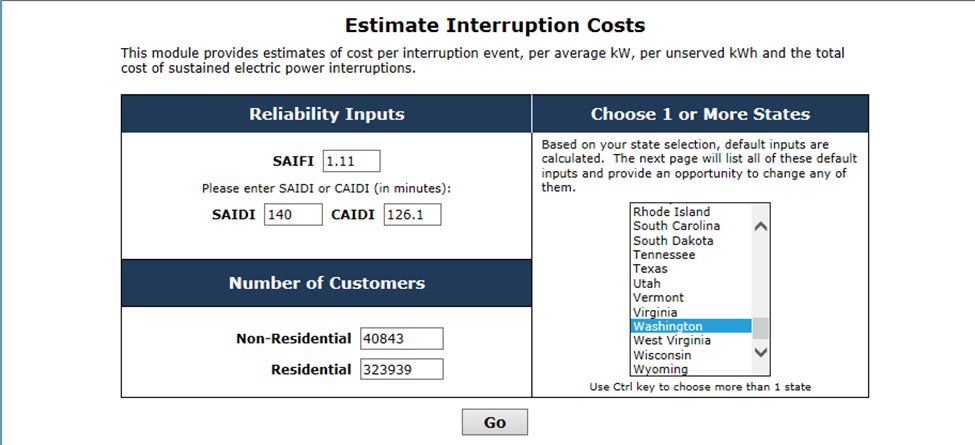 Estimate Interruption Costs
This module provides estimates of cost per interruption event, per average kW, per unserved kWh and the total
cost of sustained electric power interruptions.
Reliability Inputs
SAIFI 1.11
Please enter SAIDI or CAIDI (in minutes):
SAIDI 140 CAIDI 126.1
Number of Customers
Non-Residential 40843
Residential 323939
Choose 1 or More States
Based on your state selection, default inputs are
calculated. The next page will list all of these default
inputs and provide an opportunity to change any of
them.
Rhode Island
South Carolina
South Dakota
Tennessee
Texas
Utah
Vermont
Virginia
Washington
West Virginia
Wisconsin
Wyoming
Use Ctrl key to choose more than 1 state
Go